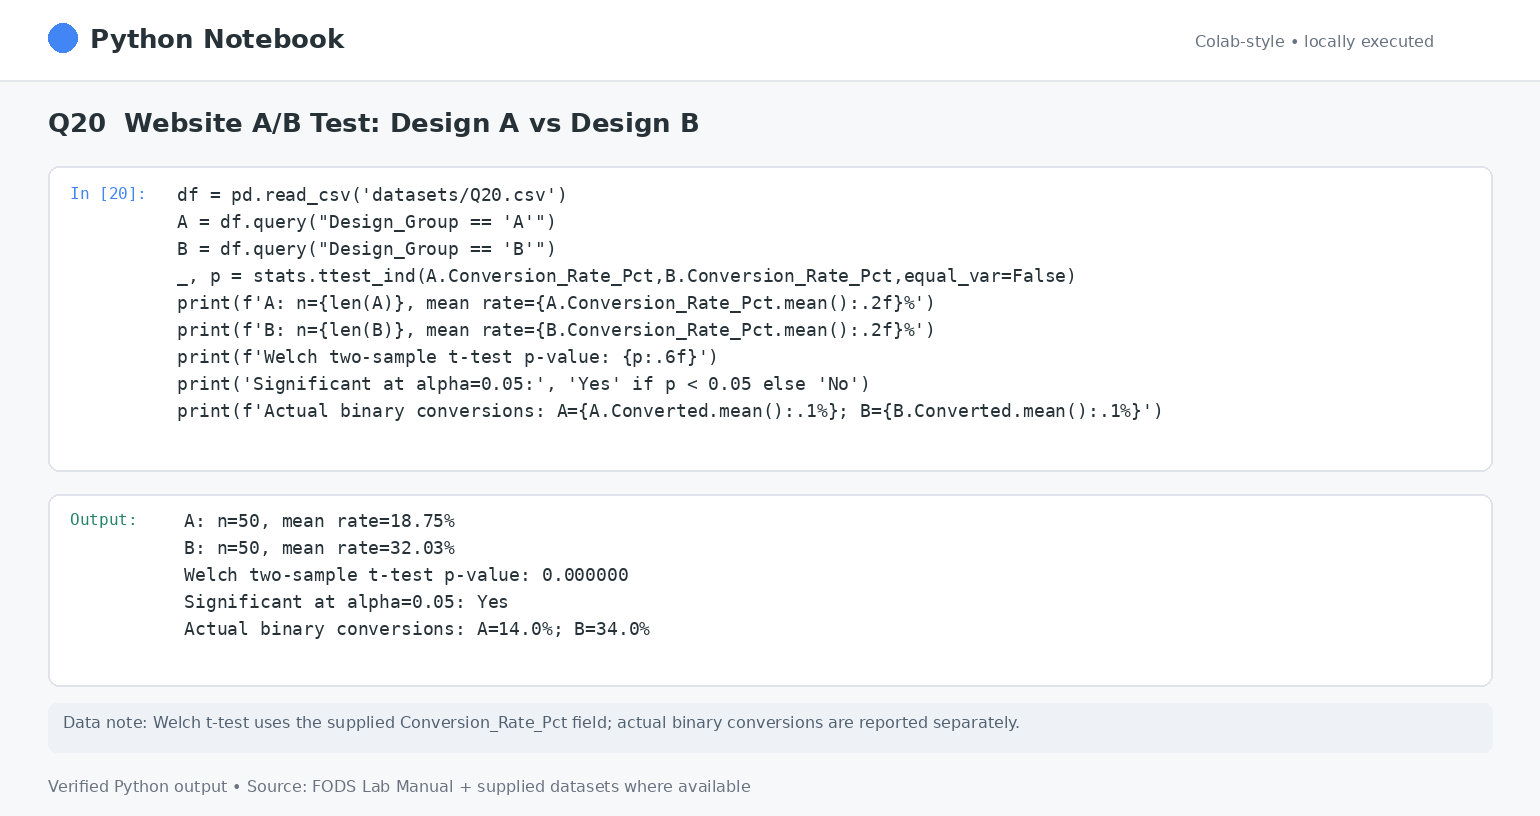 Python Notebook
Colab-style • locally executed
Q20  Website A/B Test: Design A vs Design B
In [20]:
df = pd.read_csv('datasets/Q20.csv')
A = df.query("Design_Group == 'A'")
B = df.query("Design_Group == 'B'")
_, p = stats.ttest_ind(A.Conversion_Rate_Pct,B.Conversion_Rate_Pct,equal_var=False)
print(f'A: n={len(A)}, mean rate={A.Conversion_Rate_Pct.mean():.2f}%')
print(f'B: n={len(B)}, mean rate={B.Conversion_Rate_Pct.mean():.2f}%')
print(f'Welch two-sample t-test p-value: {p:.6f}')
print('Significant at alpha=0.05:', 'Yes' if p < 0.05 else 'No')
print(f'Actual binary conversions: A={A.Converted.mean():.1%}; B={B.Converted.mean():.1%}')
Output:
A: n=50, mean rate=18.75%
B: n=50, mean rate=32.03%
Welch two-sample t-test p-value: 0.000000
Significant at alpha=0.05: Yes
Actual binary conversions: A=14.0%; B=34.0%
Data note: Welch t-test uses the supplied Conversion_Rate_Pct field; actual binary conversions are reported separately.
Verified Python output • Source: FODS Lab Manual + supplied datasets where available